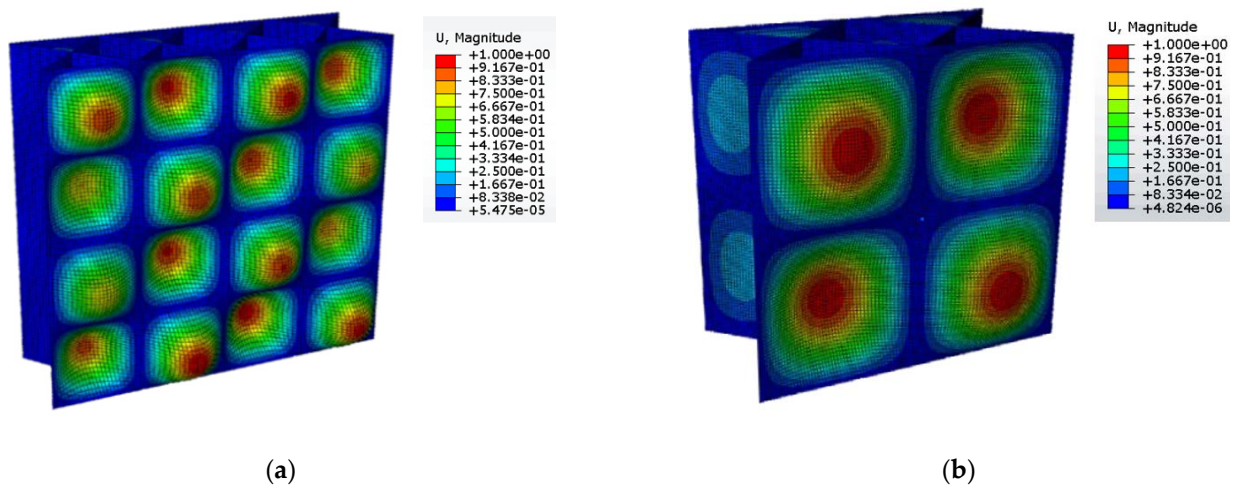 U, Magnitude
+1.000e+00
+9.167e-01
+8.333e-01
+7.500e-01
+6.667e-01
+5.834e-01
+5.000e-01
+4.167e-01
+3.334e-01
+2.500e-01
+1.667e-01
+8.338e-02
+5.475e-05
U, Magnitude
+1.000e+00
+9.167e-01
+8.333e-01
+7.500e-01
+6.667e-01
+5.833e-01
+5.000e-01
+4.167e-01
+3.333e-01
+2.500e-01
+1.667e-01
+8.334e-02
+4.824e-06
(a)
(b)